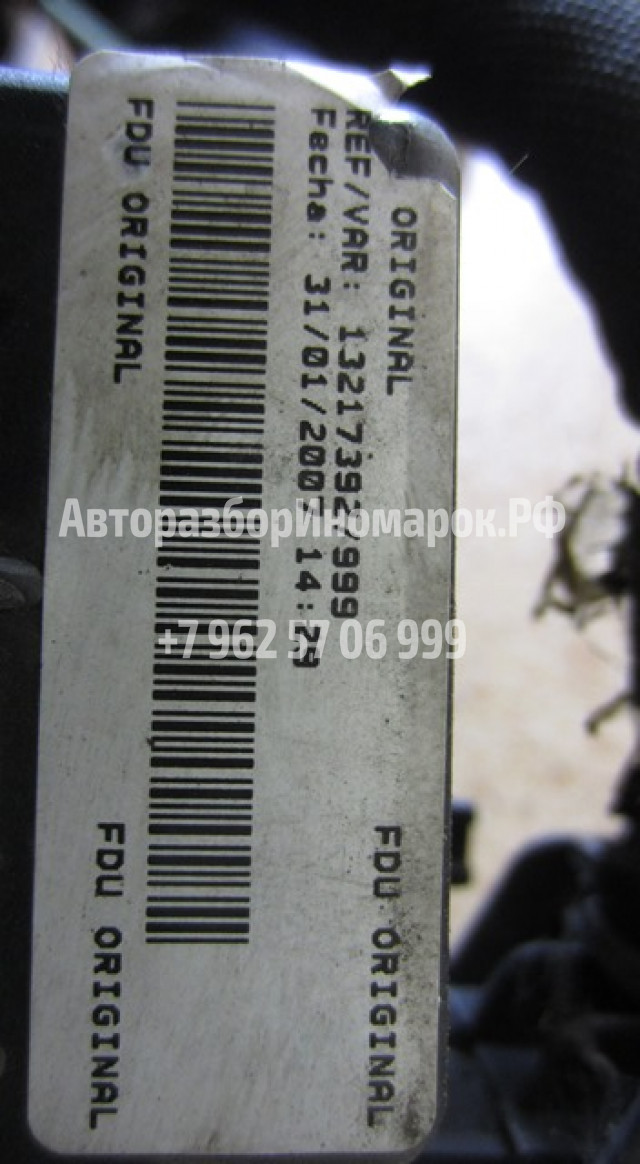 ORIGINAL
FDU ORIGINAL
REF/VAR: 13217392/999
Fecha: 31/01/2007 14:29
FDU ORIGINAL
FDU ORIGINAL
АвторазборИномарок.РФ
+7 962 57 06 999